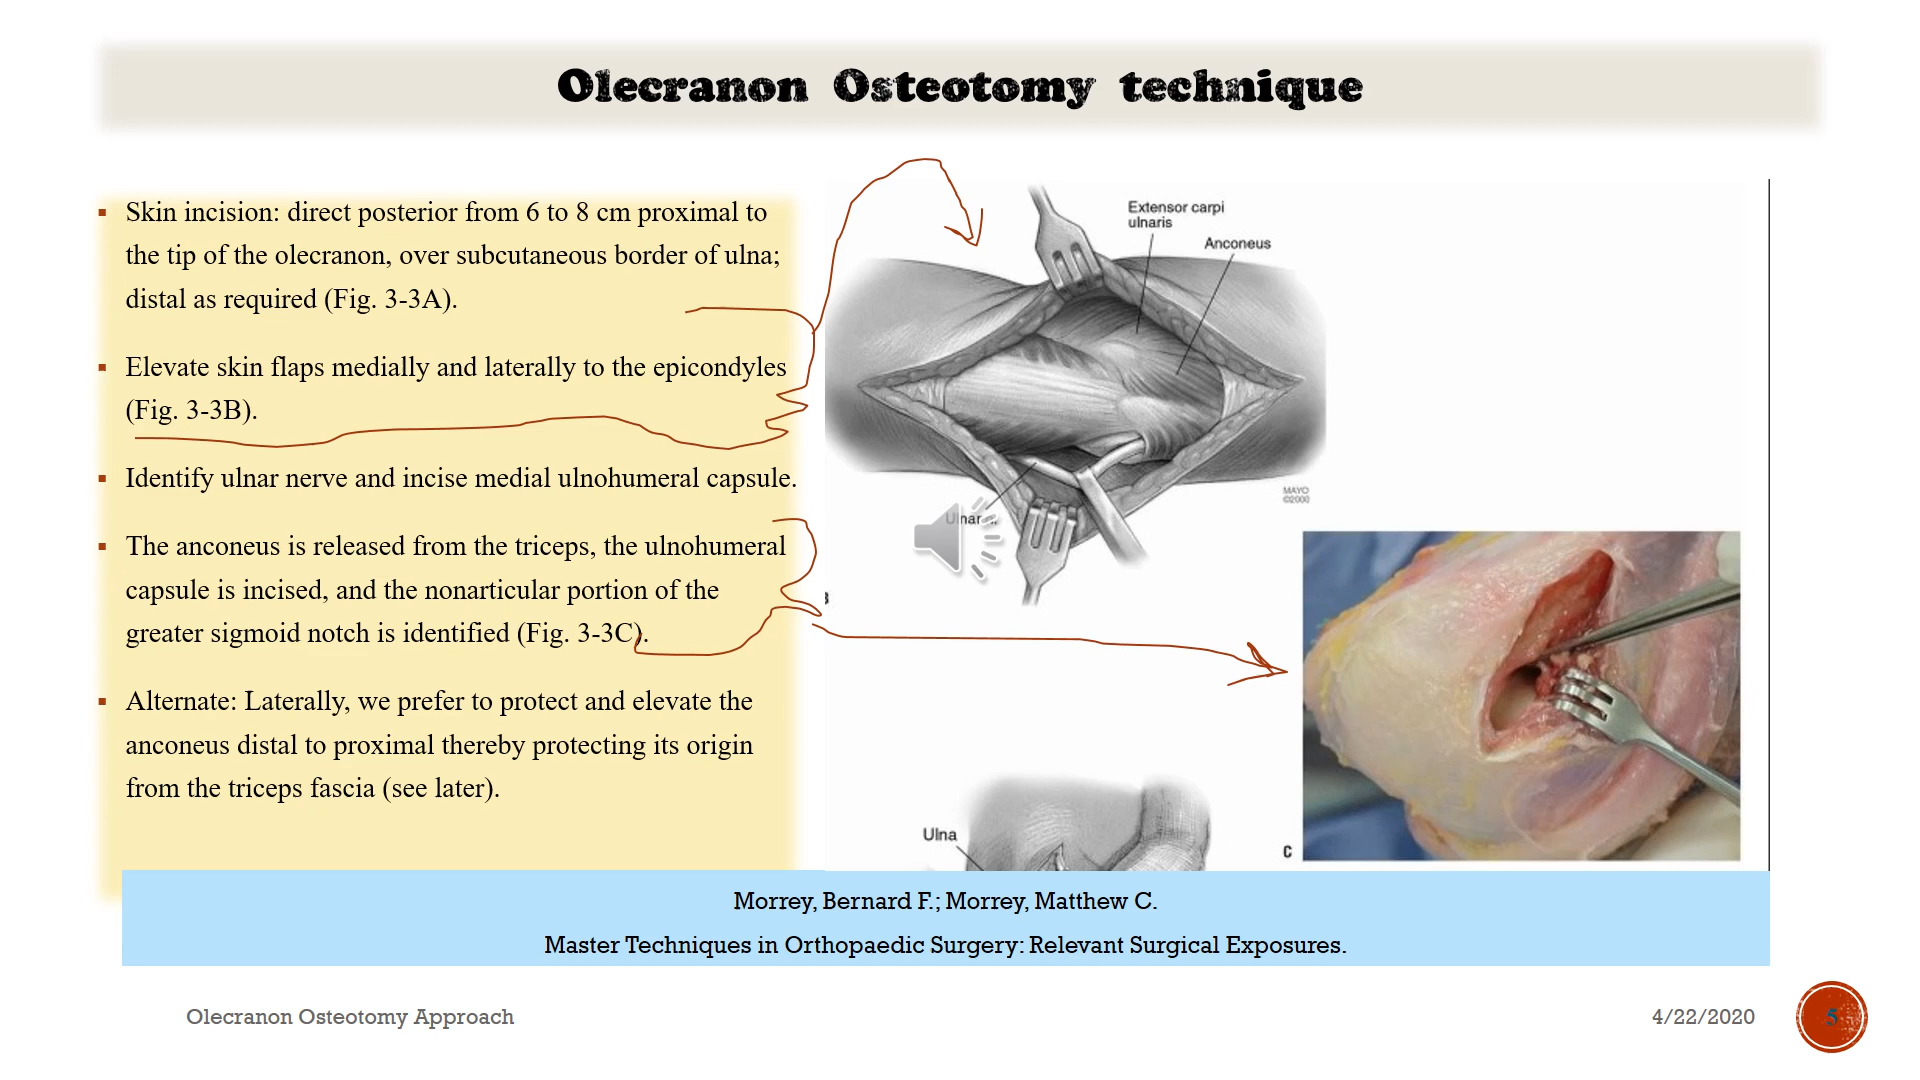 Olecranon Osteotomy technique
Skin incision: direct posterior from 6 to 8 cm proximal to
the tip of the olecranon, over subcutaneous border of ulna;
distal as required (Fig. 3-3A).
Elevate skin flaps medially and laterally to the epicondyles
(Fig. 3-3B).
Identify ulnar nerve and incise medial ulnohumeral capsule.
The anconeus is released from the triceps, the ulnohumeral
capsule is incised, and the nonarticular portion of the
greater sigmoid notch is identified (Fig. 3-3C).
Alternate: Laterally, we prefer to protect and elevate the
anconeus distal to proximal thereby protecting its origin
from the triceps fascia (see later).
Extensor carpi
ulnaris
Anconeus
MAYO
©2000
Ulnar
Ulna
C
Morrey, Bernard F.; Morrey, Matthew C.
Master Techniques in Orthopaedic Surgery: Relevant Surgical Exposures.
Olecranon Osteotomy Approach
4/22/2020
5